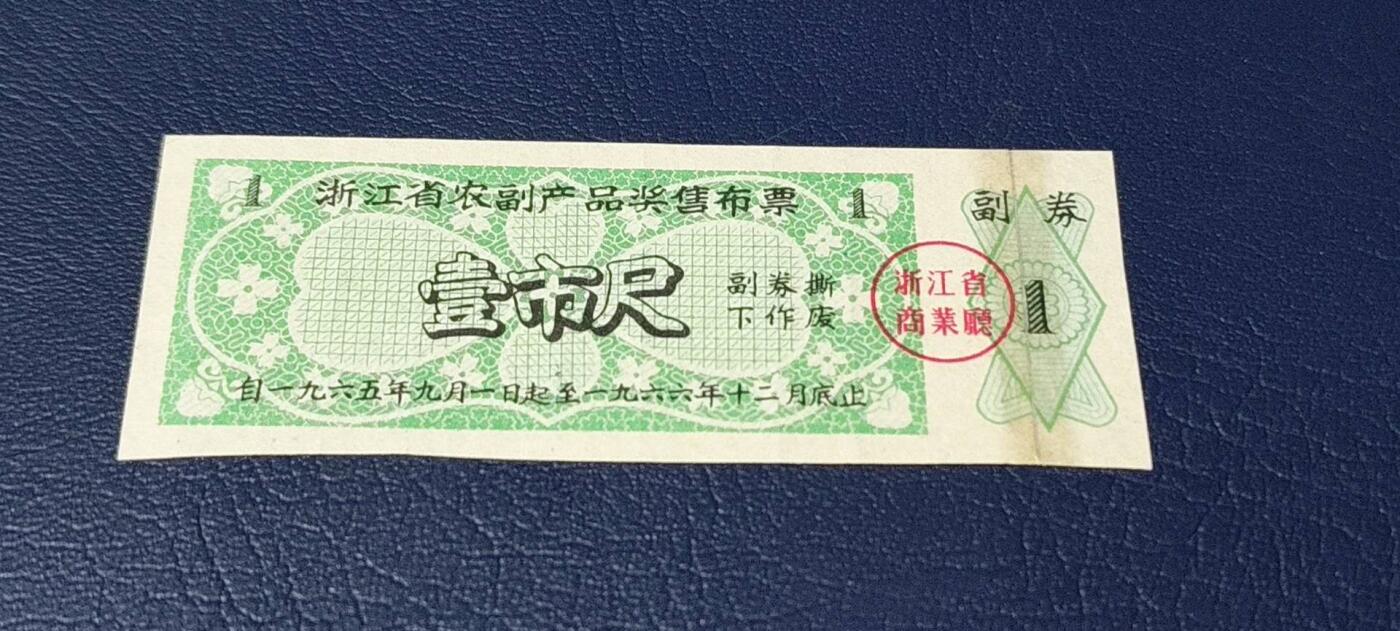 1 浙江省农副产品奖售布票 1
壹市尺
副券撕
下作废
自一九六五年九月一日起至一九六六年十二月底止
浙江省
商業廳
副券
1